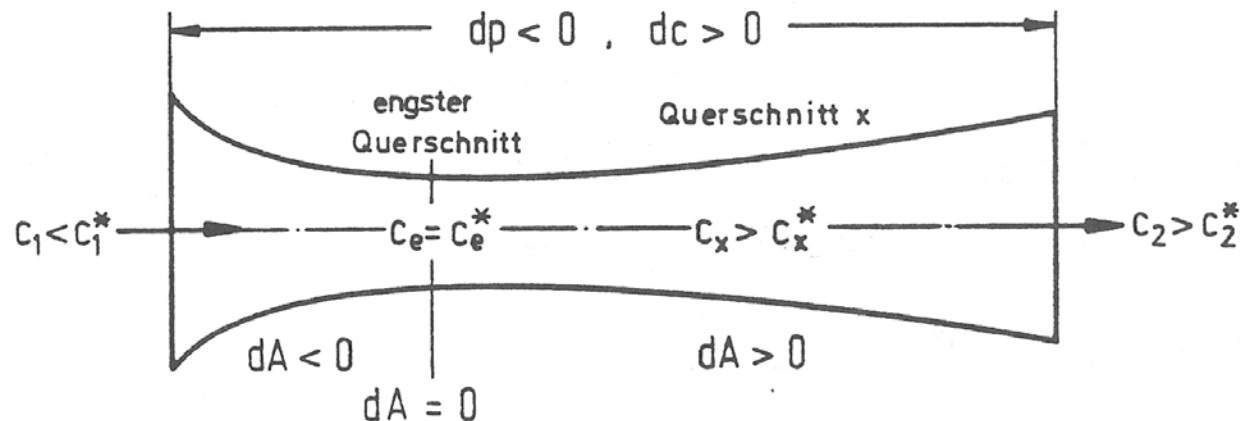 dp < 0 , dc > 0
engster
Querschnitt
Querschnitt x
c₁ < c₁*
cₑ = cₑ*
cₓ > cₓ*
c₂ > c₂*
dA < 0
dA > 0
dA = 0